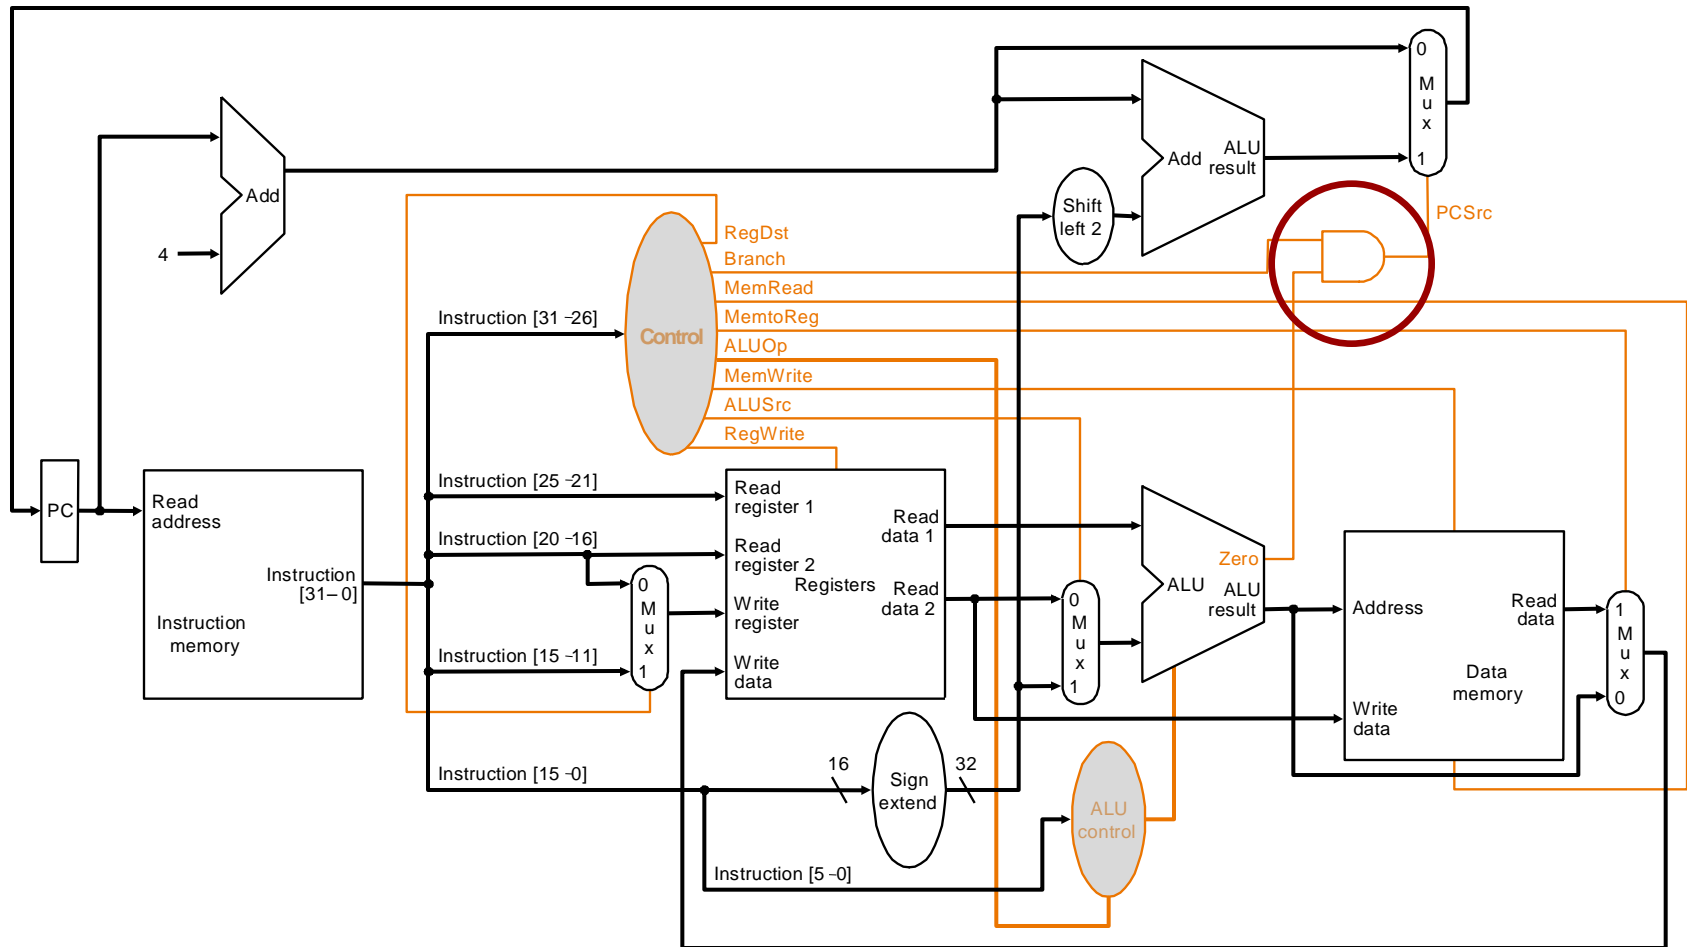 0
M
u
x
1
Add
ALU
result
Add
4
Shift
left 2
PCSrc
RegDst
Branch
MemRead
MemtoReg
ALUOp
MemWrite
ALUSrc
RegWrite
Control
Instruction [31–26]
PC
Read
address
Instruction
[31–0]
Instruction
memory
Instruction [25–21]
Instruction [20–16]
Instruction [15–11]
Instruction [15–0]
Instruction [5–0]
0
M
u
x
1
Read
register 1
Read
register 2
Write
register
Write
data
Registers
Read
data 1
Read
data 2
0
M
u
x
1
Zero
ALU
ALU
result
Address
Write
data
Read
data
Data
memory
1
M
u
x
0
16
Sign
extend
32
ALU
control